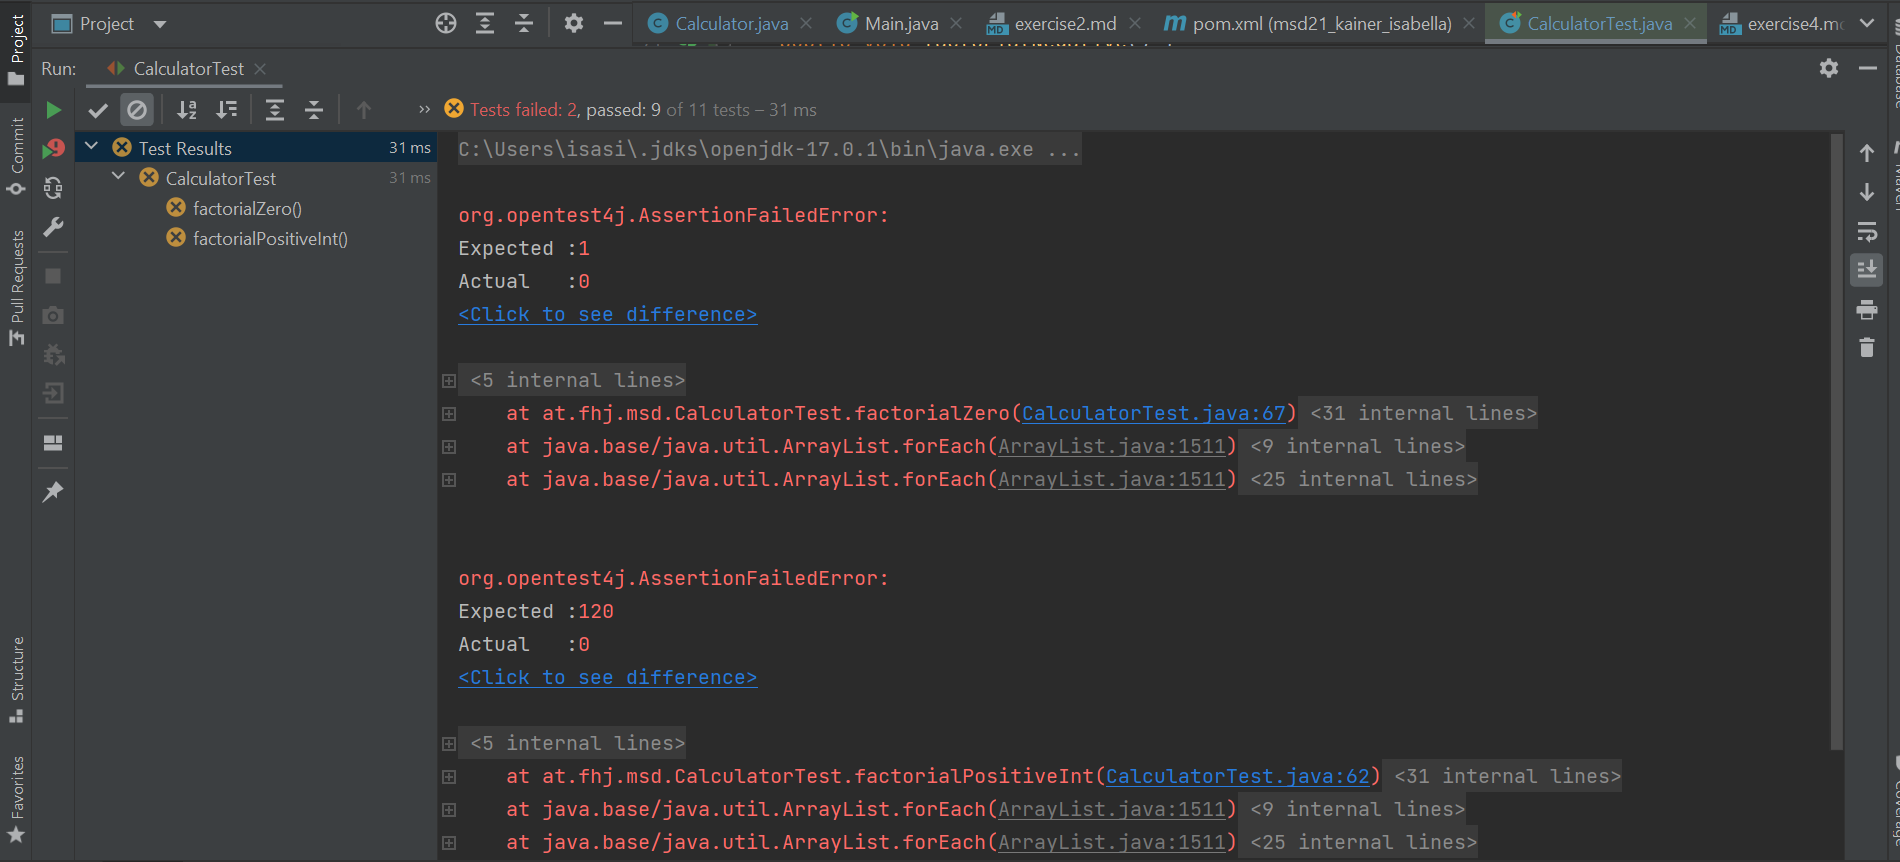 Project
Calculator.java
Main.java
exercise2.md
pom.xml (msd21_kainer_isabella)
CalculatorTest.java
exercise4.mc
Run:
CalculatorTest
Tests failed: 2, passed: 9 of 11 tests – 31 ms
Test Results 31 ms
CalculatorTest 31 ms
factorialZero()
factorialPositiveInt()
C:\Users\isasi\.jdks\openjdk-17.0.1\bin\java.exe ...
org.opentest4j.AssertionFailedError:
Expected :1
Actual   :0
<Click to see difference>
<5 internal lines>
at at.fhj.msd.CalculatorTest.factorialZero(CalculatorTest.java:67) <31 internal lines>
at java.base/java.util.ArrayList.forEach(ArrayList.java:1511) <9 internal lines>
at java.base/java.util.ArrayList.forEach(ArrayList.java:1511) <25 internal lines>
org.opentest4j.AssertionFailedError:
Expected :120
Actual   :0
<Click to see difference>
<5 internal lines>
at at.fhj.msd.CalculatorTest.factorialPositiveInt(CalculatorTest.java:62) <31 internal lines>
at java.base/java.util.ArrayList.forEach(ArrayList.java:1511) <9 internal lines>
at java.base/java.util.ArrayList.forEach(ArrayList.java:1511) <25 internal lines>
Project
Commit
Pull Requests
Structure
Favorites